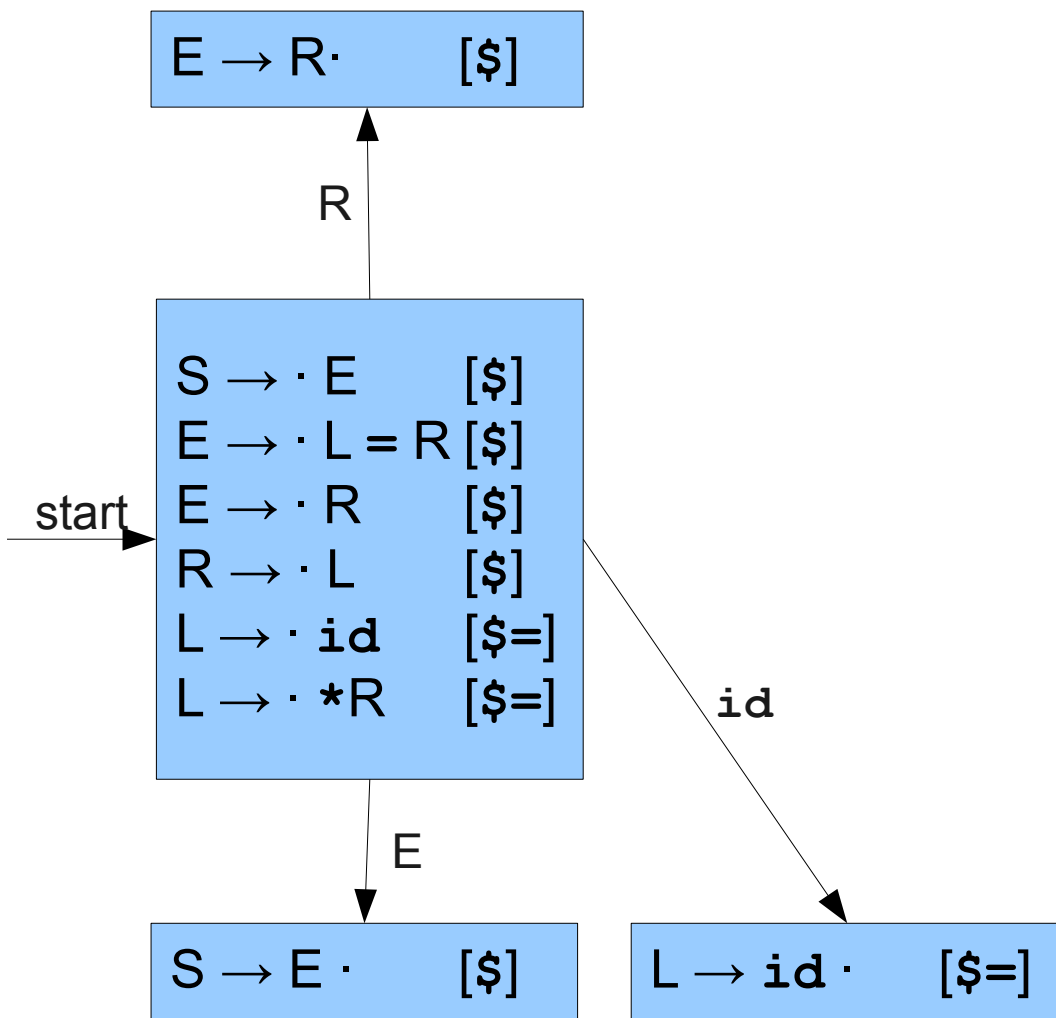 E → R· [$]
R
S → · E [$]
E → · L = R [$]
E → · R [$]
start
R → · L [$]
L → · id [$=]
L → · *R [$=]
id
E
S → E · [$]
L → id · [$=]